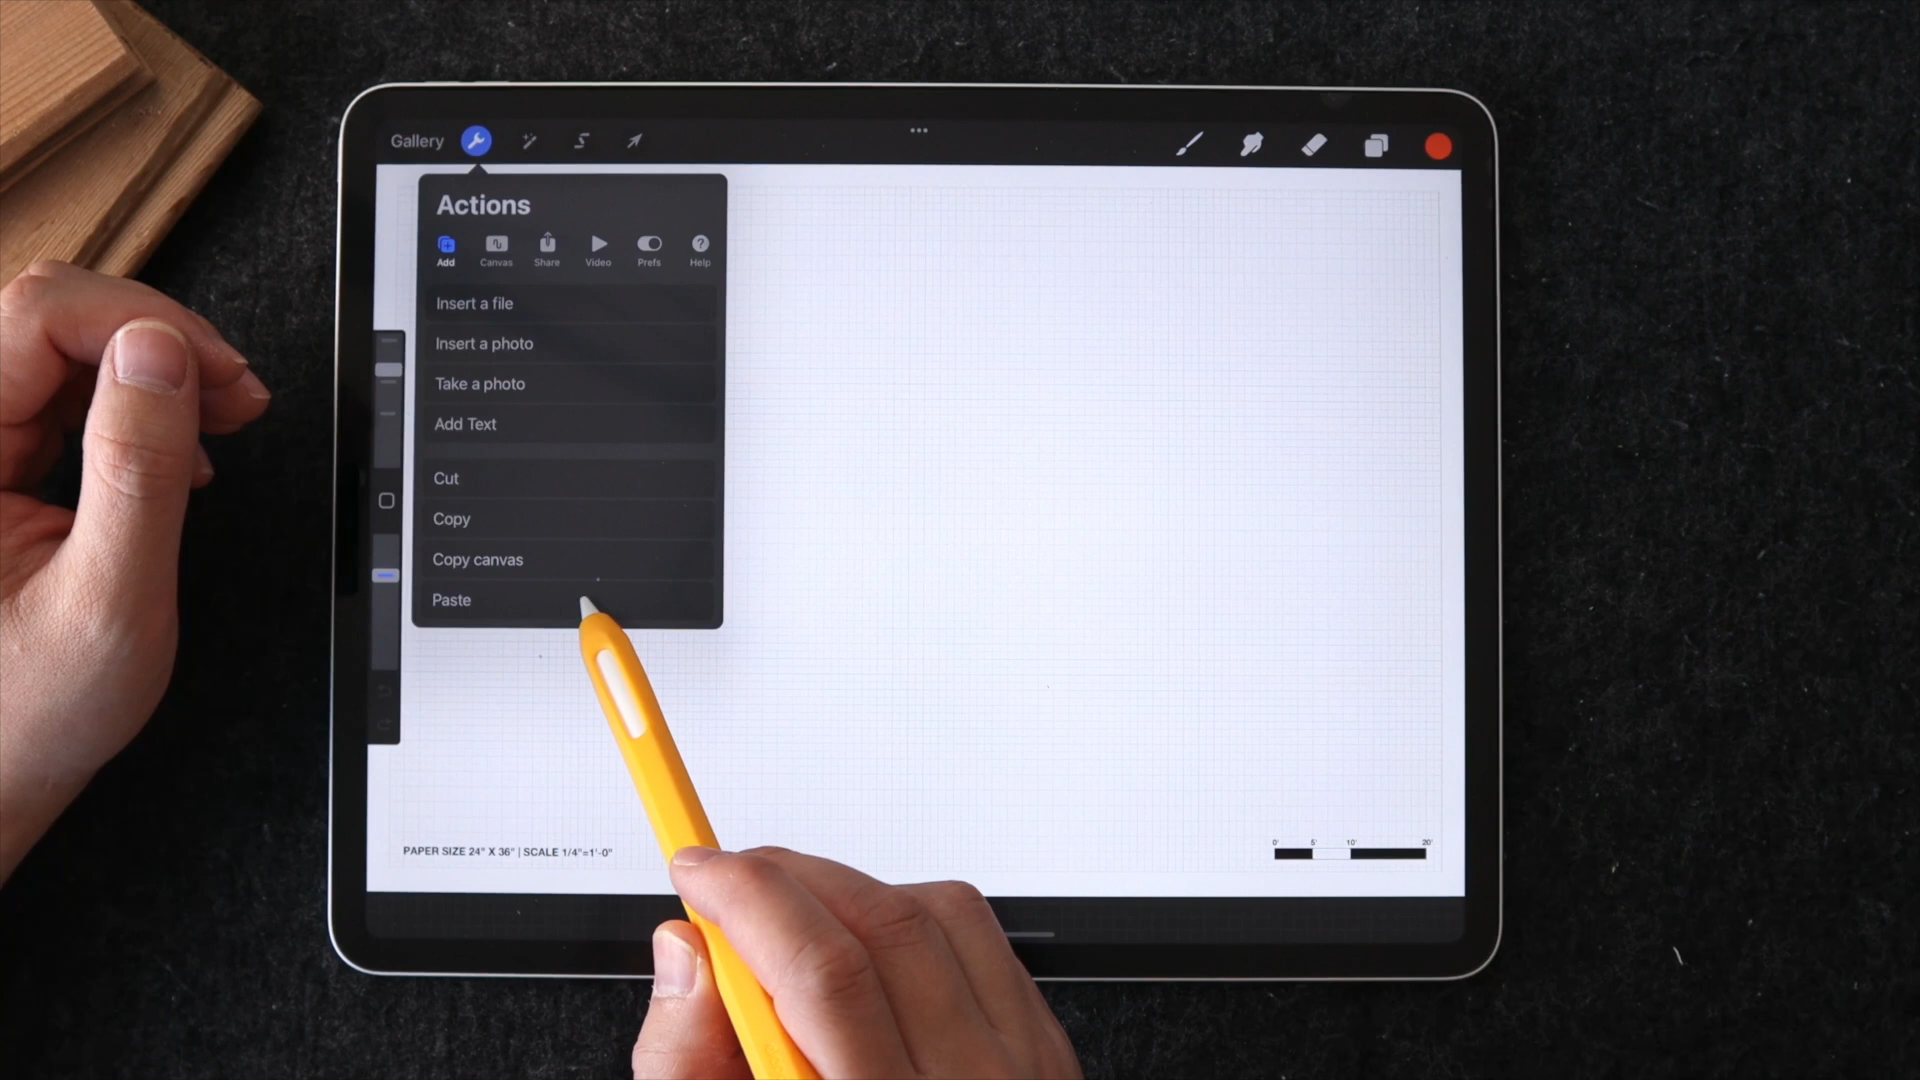 Gallery
Actions
Add Canvas Share Video Prefs Help
Insert a file
Insert a photo
Take a photo
Add Text
Cut
Copy
Copy canvas
Paste
PAPER SIZE 24" X 36" | SCALE 1/4"=1'-0"
0' 5' 10' 20'